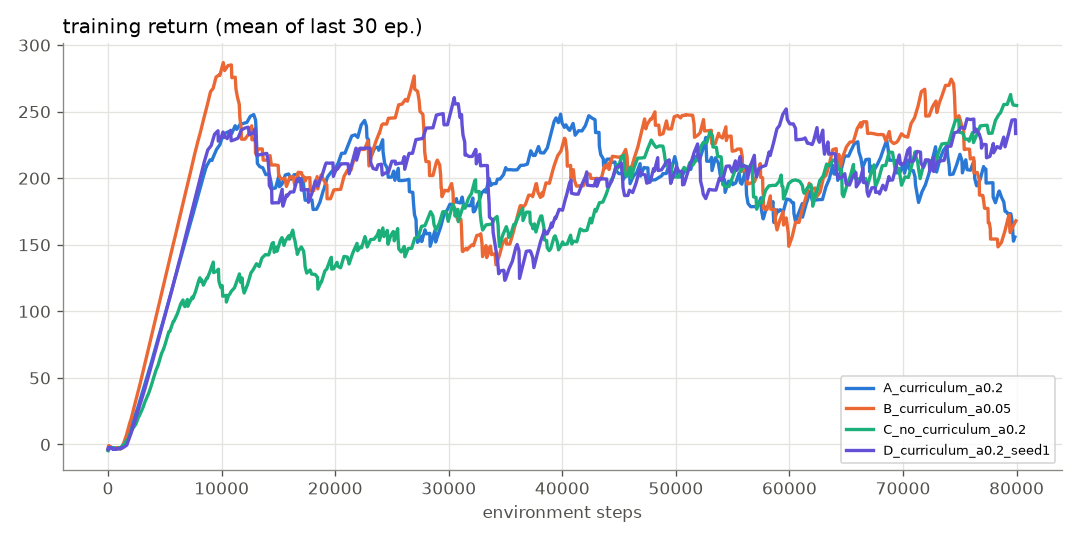 training return (mean of last 30 ep.)
300
250
200
150
100
50
0
A_curriculum_a0.2
B_curriculum_a0.05
C_no_curriculum_a0.2
D_curriculum_a0.2_seed1
0 10000 20000 30000 40000 50000 60000 70000 80000
environment steps